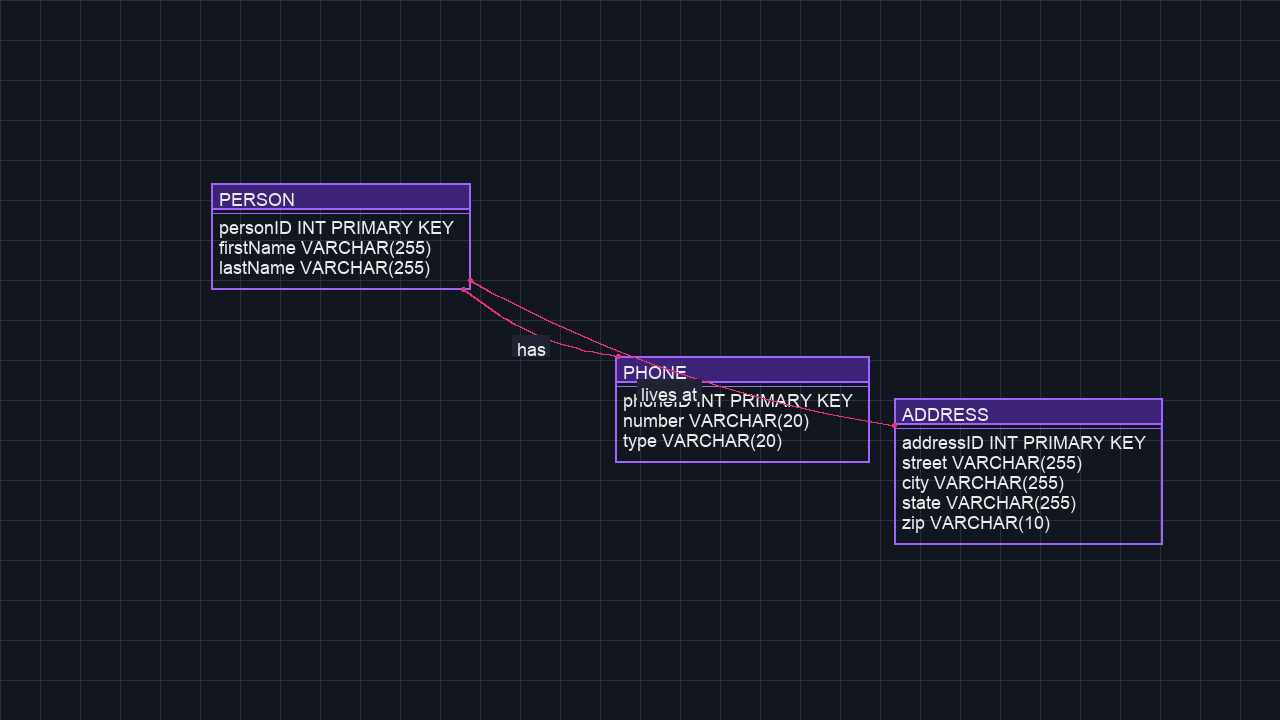 PERSON
personID INT PRIMARY KEY
firstName VARCHAR(255)
lastName VARCHAR(255)
has
PHONE
lives at
phoneID INT PRIMARY KEY
number VARCHAR(20)
type VARCHAR(20)
ADDRESS
addressID INT PRIMARY KEY
street VARCHAR(255)
city VARCHAR(255)
state VARCHAR(255)
zip VARCHAR(10)